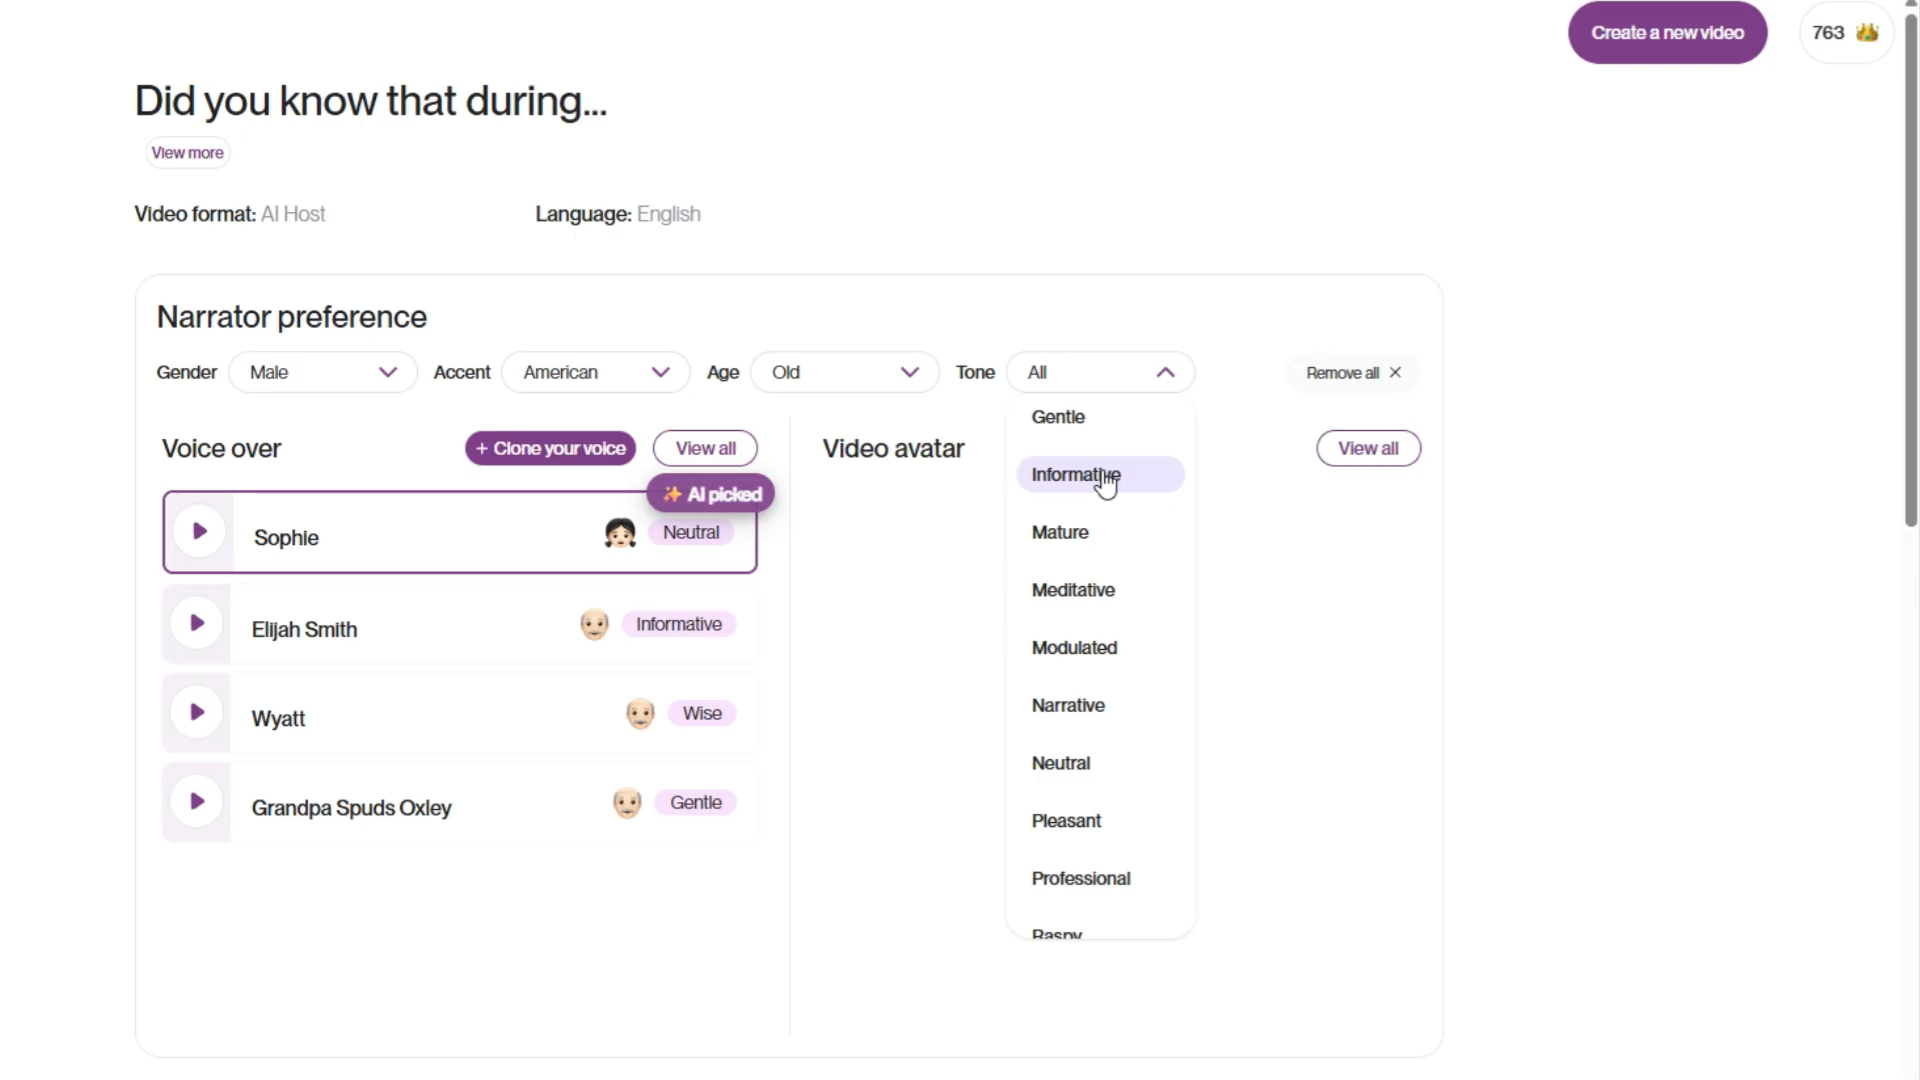 Create a new video
763
Did you know that during...
View more
Video format: AI Host
Language: English
Narrator preference
Gender
Male
Accent
American
Age
Old
Tone
All
Remove all ×
Voice over
+ Clone your voice
View all
Sophie
AI picked
Neutral
Elijah Smith
Informative
Wyatt
Wise
Grandpa Spuds Oxley
Gentle
Video avatar
View all
Gentle
Informative
Mature
Meditative
Modulated
Narrative
Neutral
Pleasant
Professional
Raspy